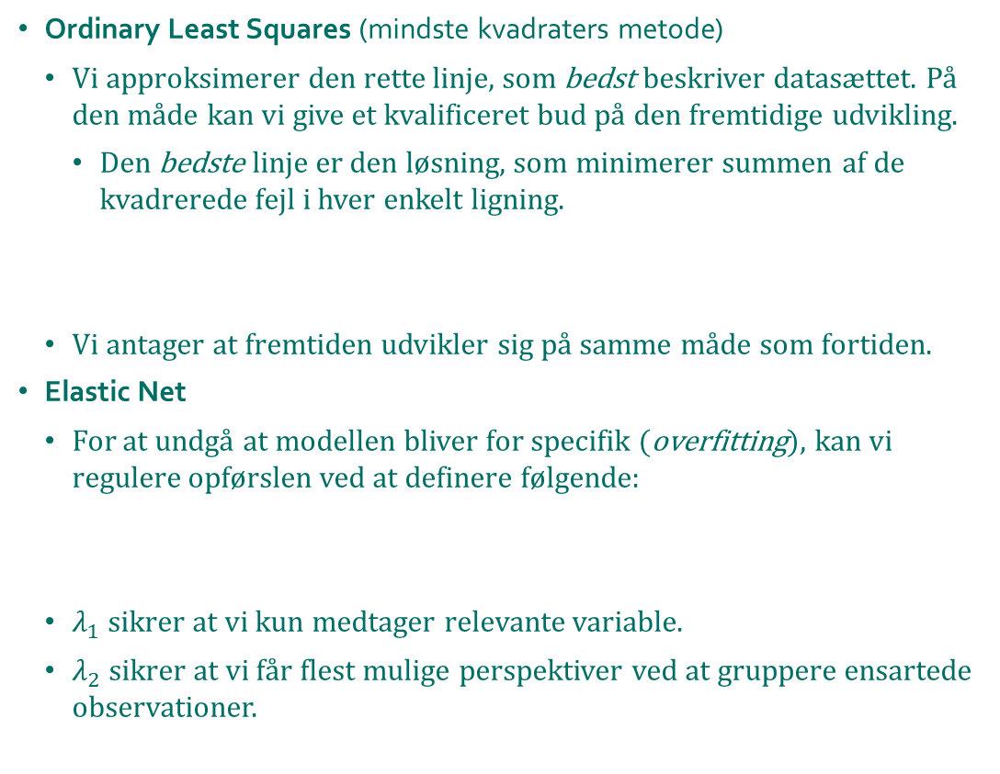 • Ordinary Least Squares (mindste kvadraters metode)
• Vi approksimerer den rette linje, som bedst beskriver datasættet. På
den måde kan vi give et kvalificeret bud på den fremtidige udvikling.
• Den bedste linje er den løsning, som minimerer summen af de
kvadrerede fejl i hver enkelt ligning.
• Vi antager at fremtiden udvikler sig på samme måde som fortiden.
• Elastic Net
• For at undgå at modellen bliver for specifik (overfitting), kan vi
regulere opførslen ved at definere følgende:
• λ₁ sikrer at vi kun medtager relevante variable.
• λ₂ sikrer at vi får flest mulige perspektiver ved at gruppere ensartede
observationer.